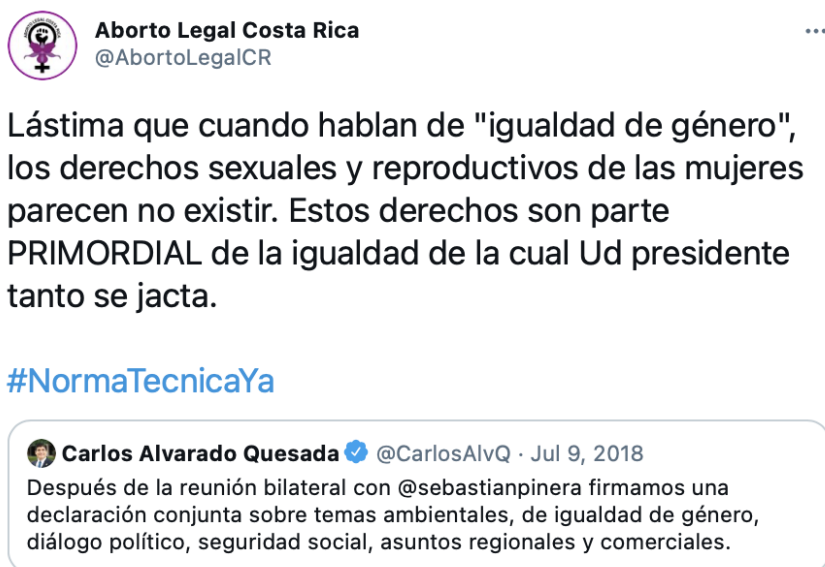 Aborto Legal Costa Rica
@AbortoLegalCR
Lástima que cuando hablan de "igualdad de género",
los derechos sexuales y reproductivos de las mujeres
parecen no existir. Estos derechos son parte
PRIMORDIAL de la igualdad de la cual Ud presidente
tanto se jacta.
#NormaTecnicaYa
Carlos Alvarado Quesada @CarlosAlvQ · Jul 9, 2018
Después de la reunión bilateral con @sebastianpinera firmamos una
declaración conjunta sobre temas ambientales, de igualdad de género,
diálogo político, seguridad social, asuntos regionales y comerciales.